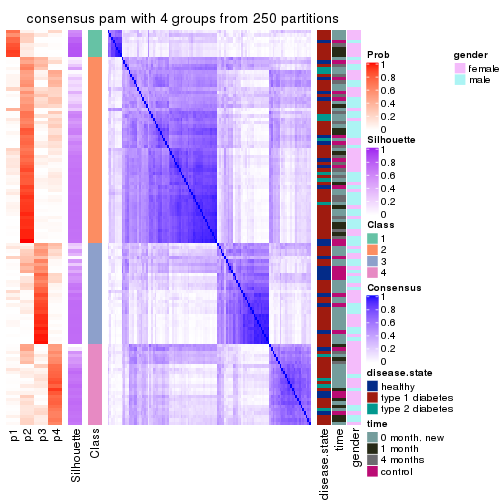 consensus pam with 4 groups from 250 partitions
Prob
1
0.8
0.6
0.4
0.2
0
gender
female
male
Silhouette
1
0.8
0.6
0.4
0.2
0
Class
1
2
3
4
Consensus
1
0.8
0.6
0.4
0.2
0
disease.state
healthy
type 1 diabetes
type 2 diabetes
time
0 month. new
1 month
4 months
control
p1
p2
p3
p4
Silhouette
Class
disease.state
time
gender